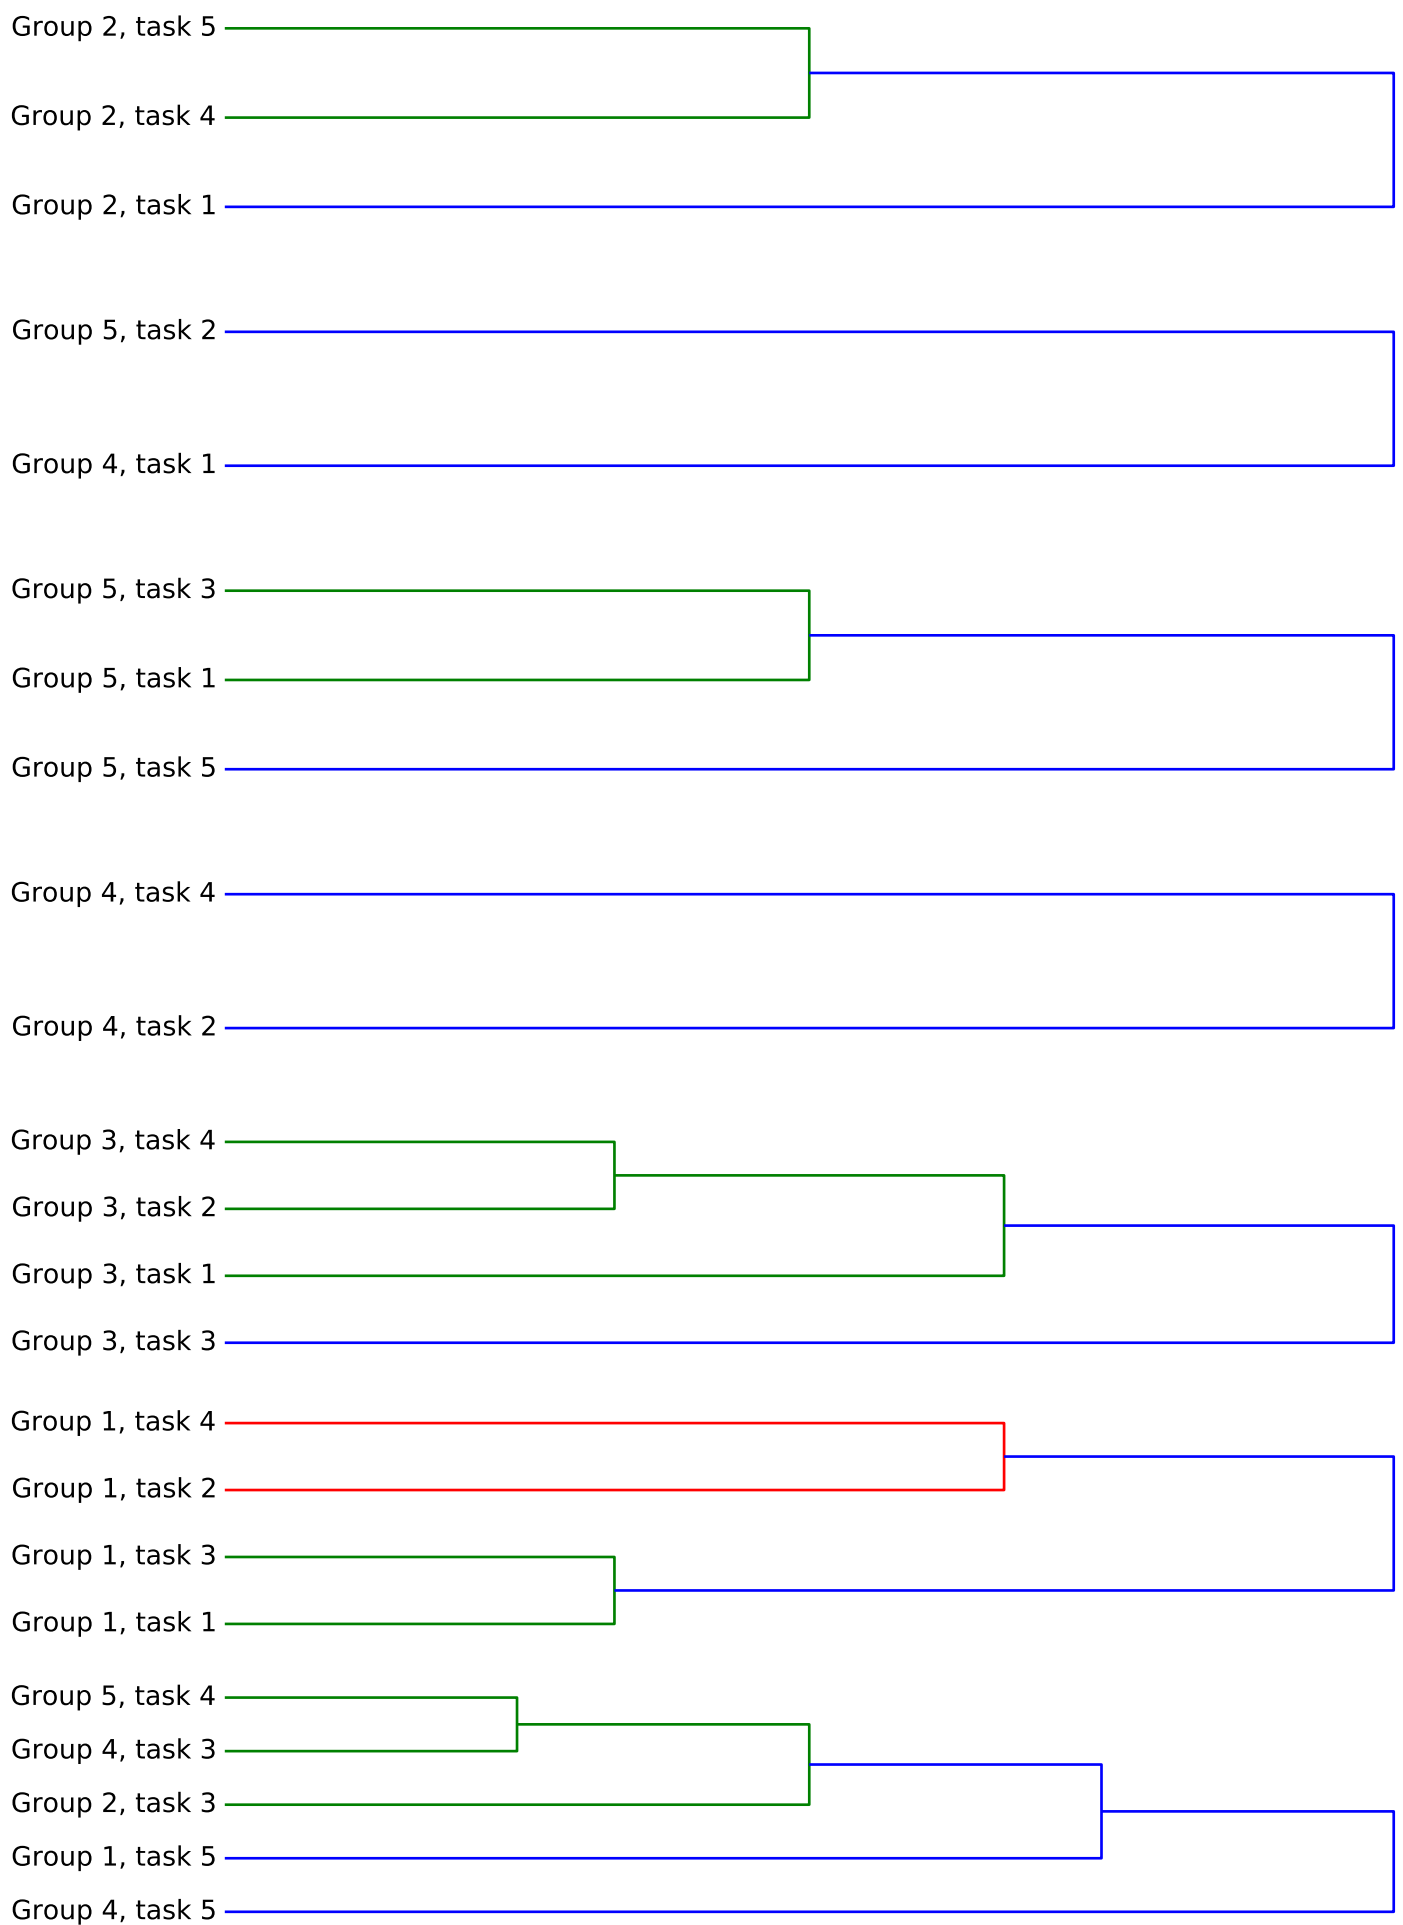 Group 2, task 5
Group 2, task 4
Group 2, task 1
Group 5, task 2
Group 4, task 1
Group 5, task 3
Group 5, task 1
Group 5, task 5
Group 4, task 4
Group 4, task 2
Group 3, task 4
Group 3, task 2
Group 3, task 1
Group 3, task 3
Group 1, task 4
Group 1, task 2
Group 1, task 3
Group 1, task 1
Group 5, task 4
Group 4, task 3
Group 2, task 3
Group 1, task 5
Group 4, task 5